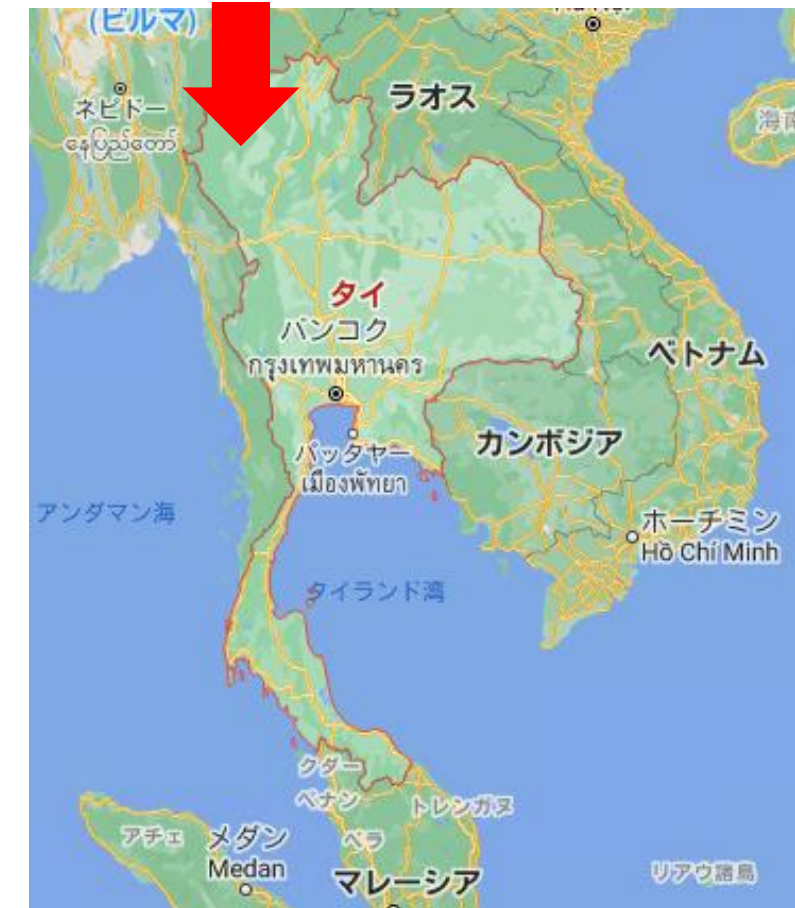 (ビルマ)
ラオス
ネピドー
နေပြည်တော်
海南
タイ
バンコク
กรุงเทพมหานคร
ベトナム
カンボジア
パッタヤー
เมืองพัทยา
アンダマン海
ホーチミン
Hồ Chí Minh
タイランド湾
クダー
ペナン
トレンガヌ
アチェ
メダン
Medan
ペラ
マレーシア
リアウ諸島